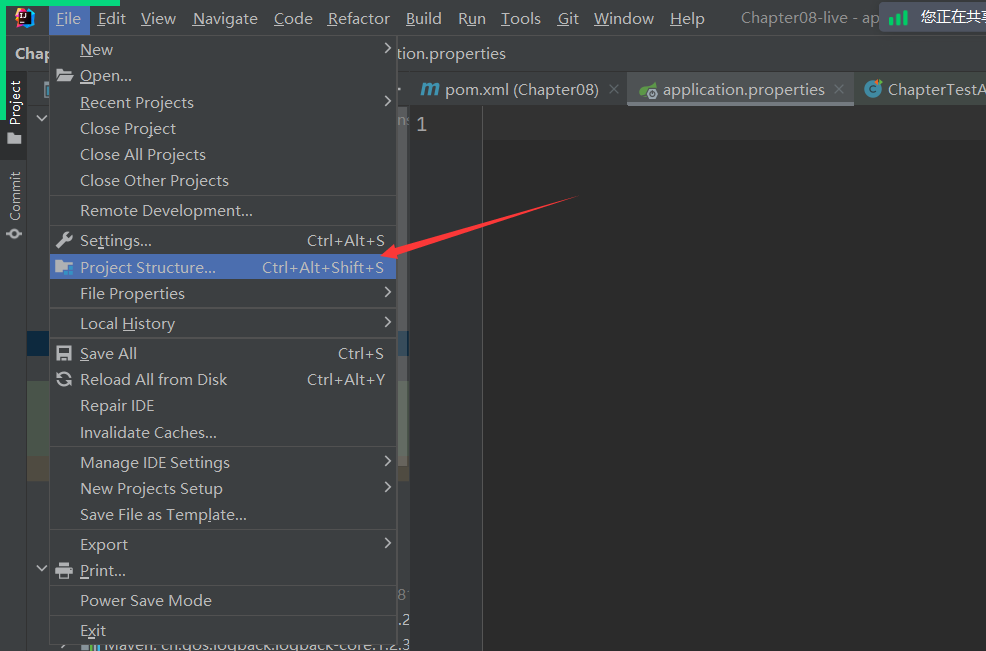 File Edit View Navigate Code Refactor Build Run Tools Git Window Help Chapter08-live - ap 您正在共享
Chap
tion.properties
Project
Commit
pom.xml (Chapter08)
application.properties
ChapterTestA
1
New
Open...
Recent Projects
Close Project
Close All Projects
Close Other Projects
Remote Development...
Settings... Ctrl+Alt+S
Project Structure... Ctrl+Alt+Shift+S
File Properties
Local History
Save All Ctrl+S
Reload All from Disk Ctrl+Alt+Y
Repair IDE
Invalidate Caches...
Manage IDE Settings
New Projects Setup
Save File as Template...
Export
Print...
Power Save Mode
Exit
Maven: ch.qos.logback:logback-core:1.2.3